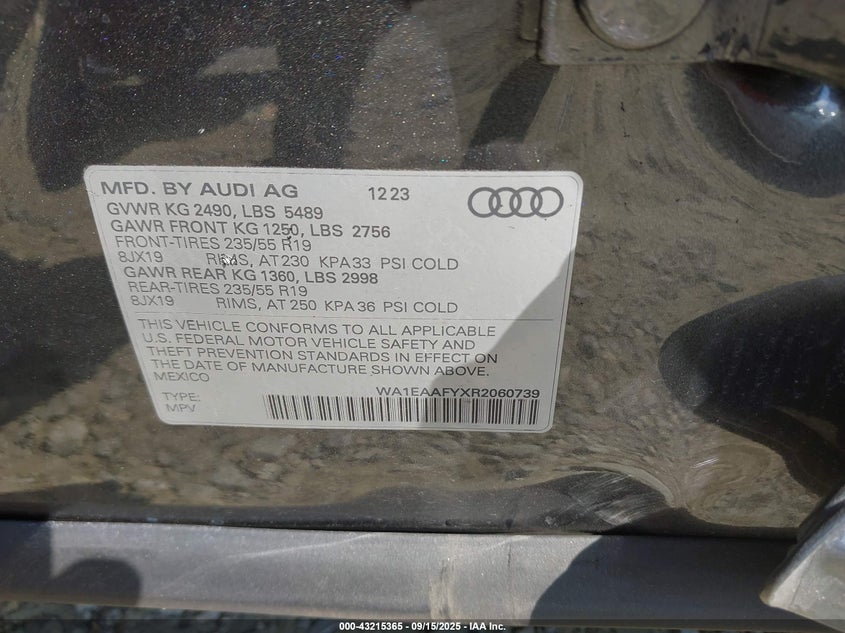 MFD. BY AUDI AG 12 23
GVWR KG 2490, LBS 5489
GAWR FRONT KG 1250, LBS 2756
FRONT-TIRES 235/55 R19
8JX19 RIMS, AT 230 KPA 33 PSI COLD
GAWR REAR KG 1360, LBS 2998
REAR-TIRES 235/55 R19
8JX19 RIMS, AT 250 KPA 36 PSI COLD
THIS VEHICLE CONFORMS TO ALL APPLICABLE
U.S. FEDERAL MOTOR VEHICLE SAFETY AND
THEFT PREVENTION STANDARDS IN EFFECT ON
THE DATE OF MANUFACTURE SHOWN ABOVE.
MEXICO
WA1EAAFYXR2060739
TYPE:
MPV
000-43215365 - 09/15/2025 - IAA Inc.